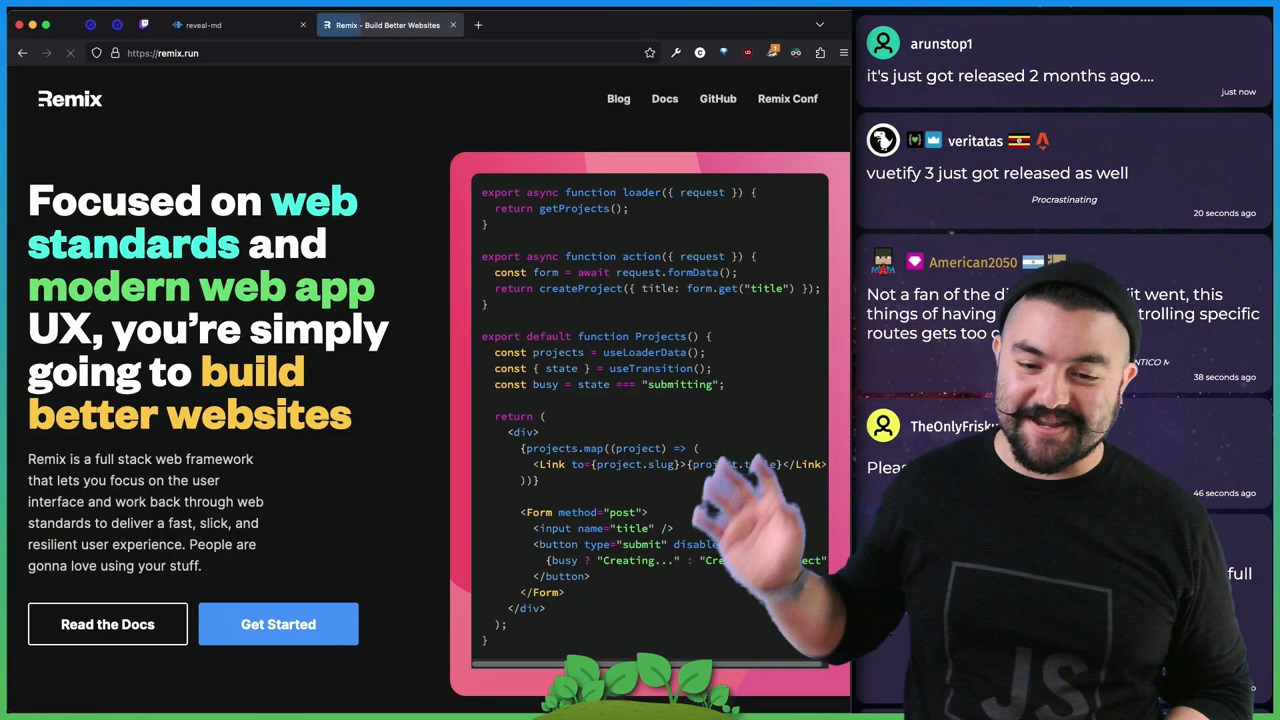 reveal-md
Remix - Build Better Websites
https://remix.run
Remix
Blog
Docs
GitHub
Remix Conf
Focused on web
standards and
modern web app
UX, you're simply
going to build
better websites
Remix is a full stack web framework
that lets you focus on the user
interface and work back through web
standards to deliver a fast, slick, and
resilient user experience. People are
gonna love using your stuff.
Read the Docs
Get Started
export async function loader({ request }) {
return getProjects();
}
export async function action({ request }) {
const form = await request.formData();
return createProject({ title: form.get("title") });
}
export default function Projects() {
const projects = useLoaderData();
const { state } = useTransition();
const busy = state === "submitting";
return (
<div>
{projects.map((project) => (
<Link to={project.slug}>{project.title}</Link>
))}
<Form method="post">
<input name="title" />
<button type="submit"
{busy ? "Creating..." :
</button>
</Form>
</div>
);
}
arunstop1
it's just got released 2 months ago....
just now
veritatas
vuetify 3 just got released as well
Procrastinating
20 seconds ago
American2050
Not a fan of the
it went, this
things of having
trolling specific
routes gets too
38 seconds ago
46 seconds ago
full
JS